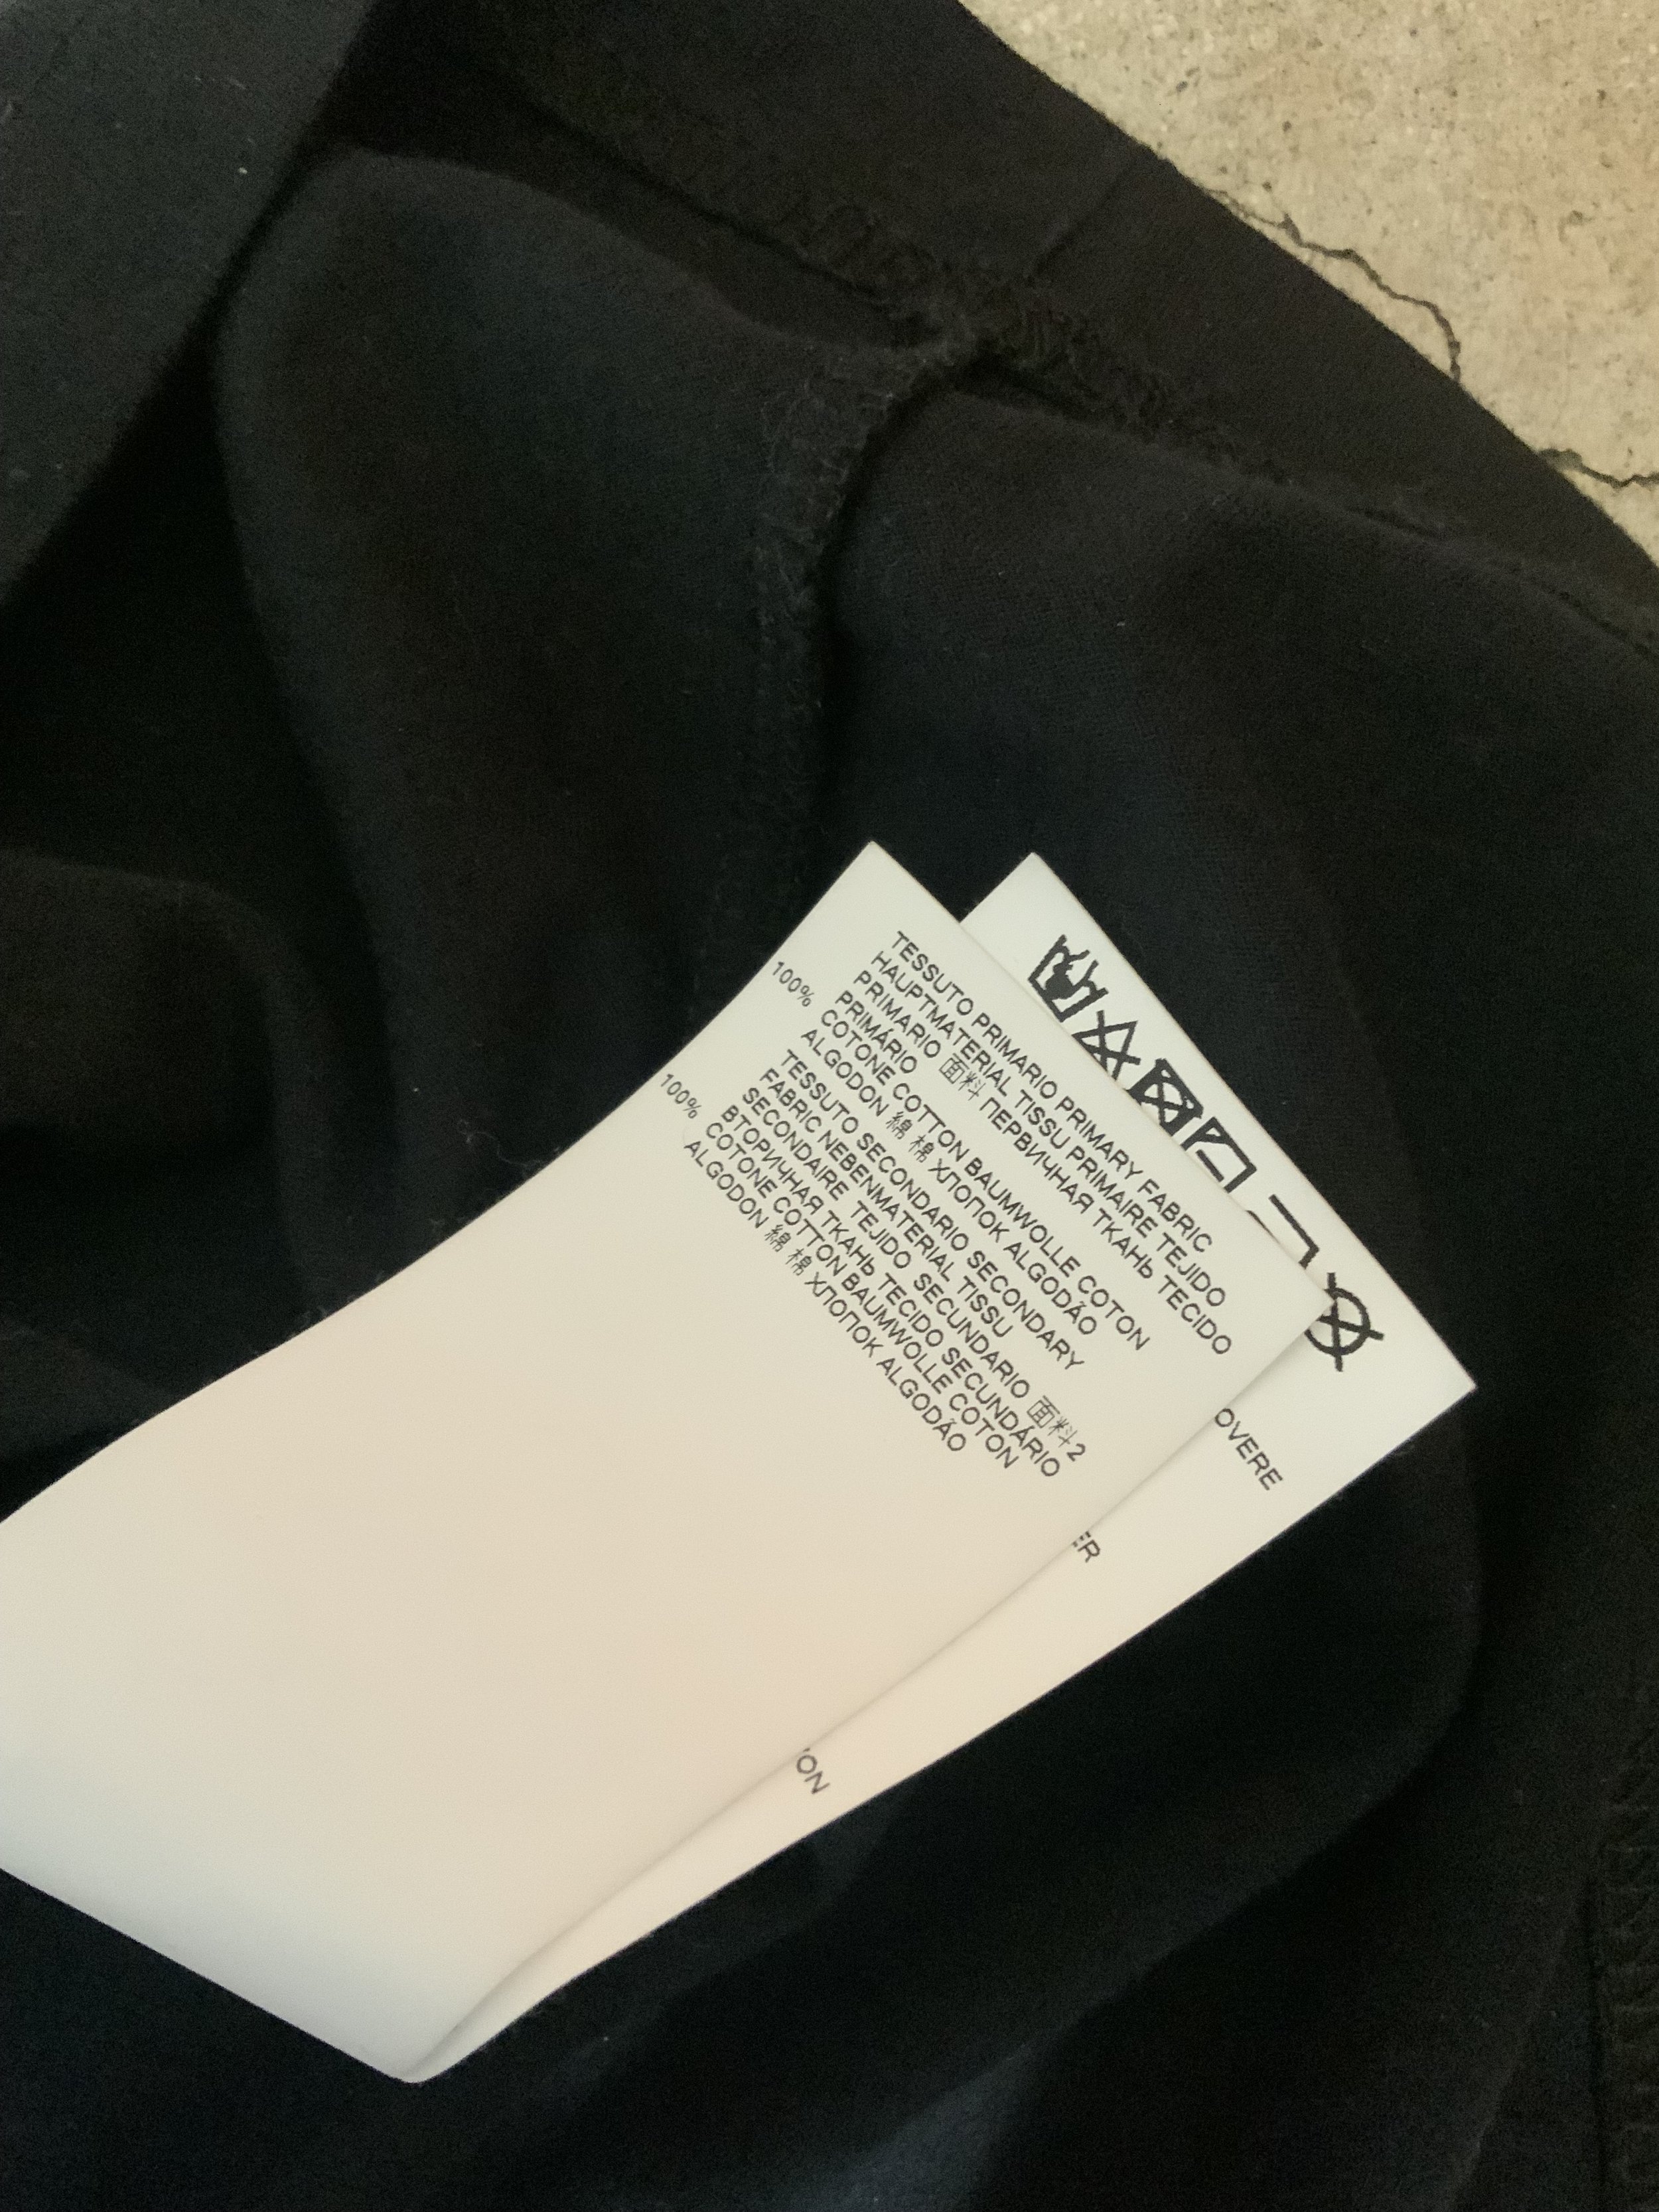 TESSUTO PRIMARIO PRIMARY FABRIC
HAUPTMATERIAL TISSU PRIMAIRE TEJIDO
PRIMARIO 面料 ПЕРВИЧНАЯ ТКАНЬ TECIDO
PRIMÁRIO
100% COTONE COTTON BAUMWOLLE COTON
ALGODON 綿 棉 ХЛОПОК ALGODÃO
TESSUTO SECONDARIO SECONDARY
FABRIC NEBENMATERIAL TISSU
SECONDAIRE TEJIDO SECUNDARIO 面料2
ВТОРИЧНАЯ ТКАНЬ TECIDO SECUNDÁRIO
100% COTONE COTTON BAUMWOLLE COTON
ALGODON 綿 棉 ХЛОПОК ALGODÃO
OVERE
ER
ON